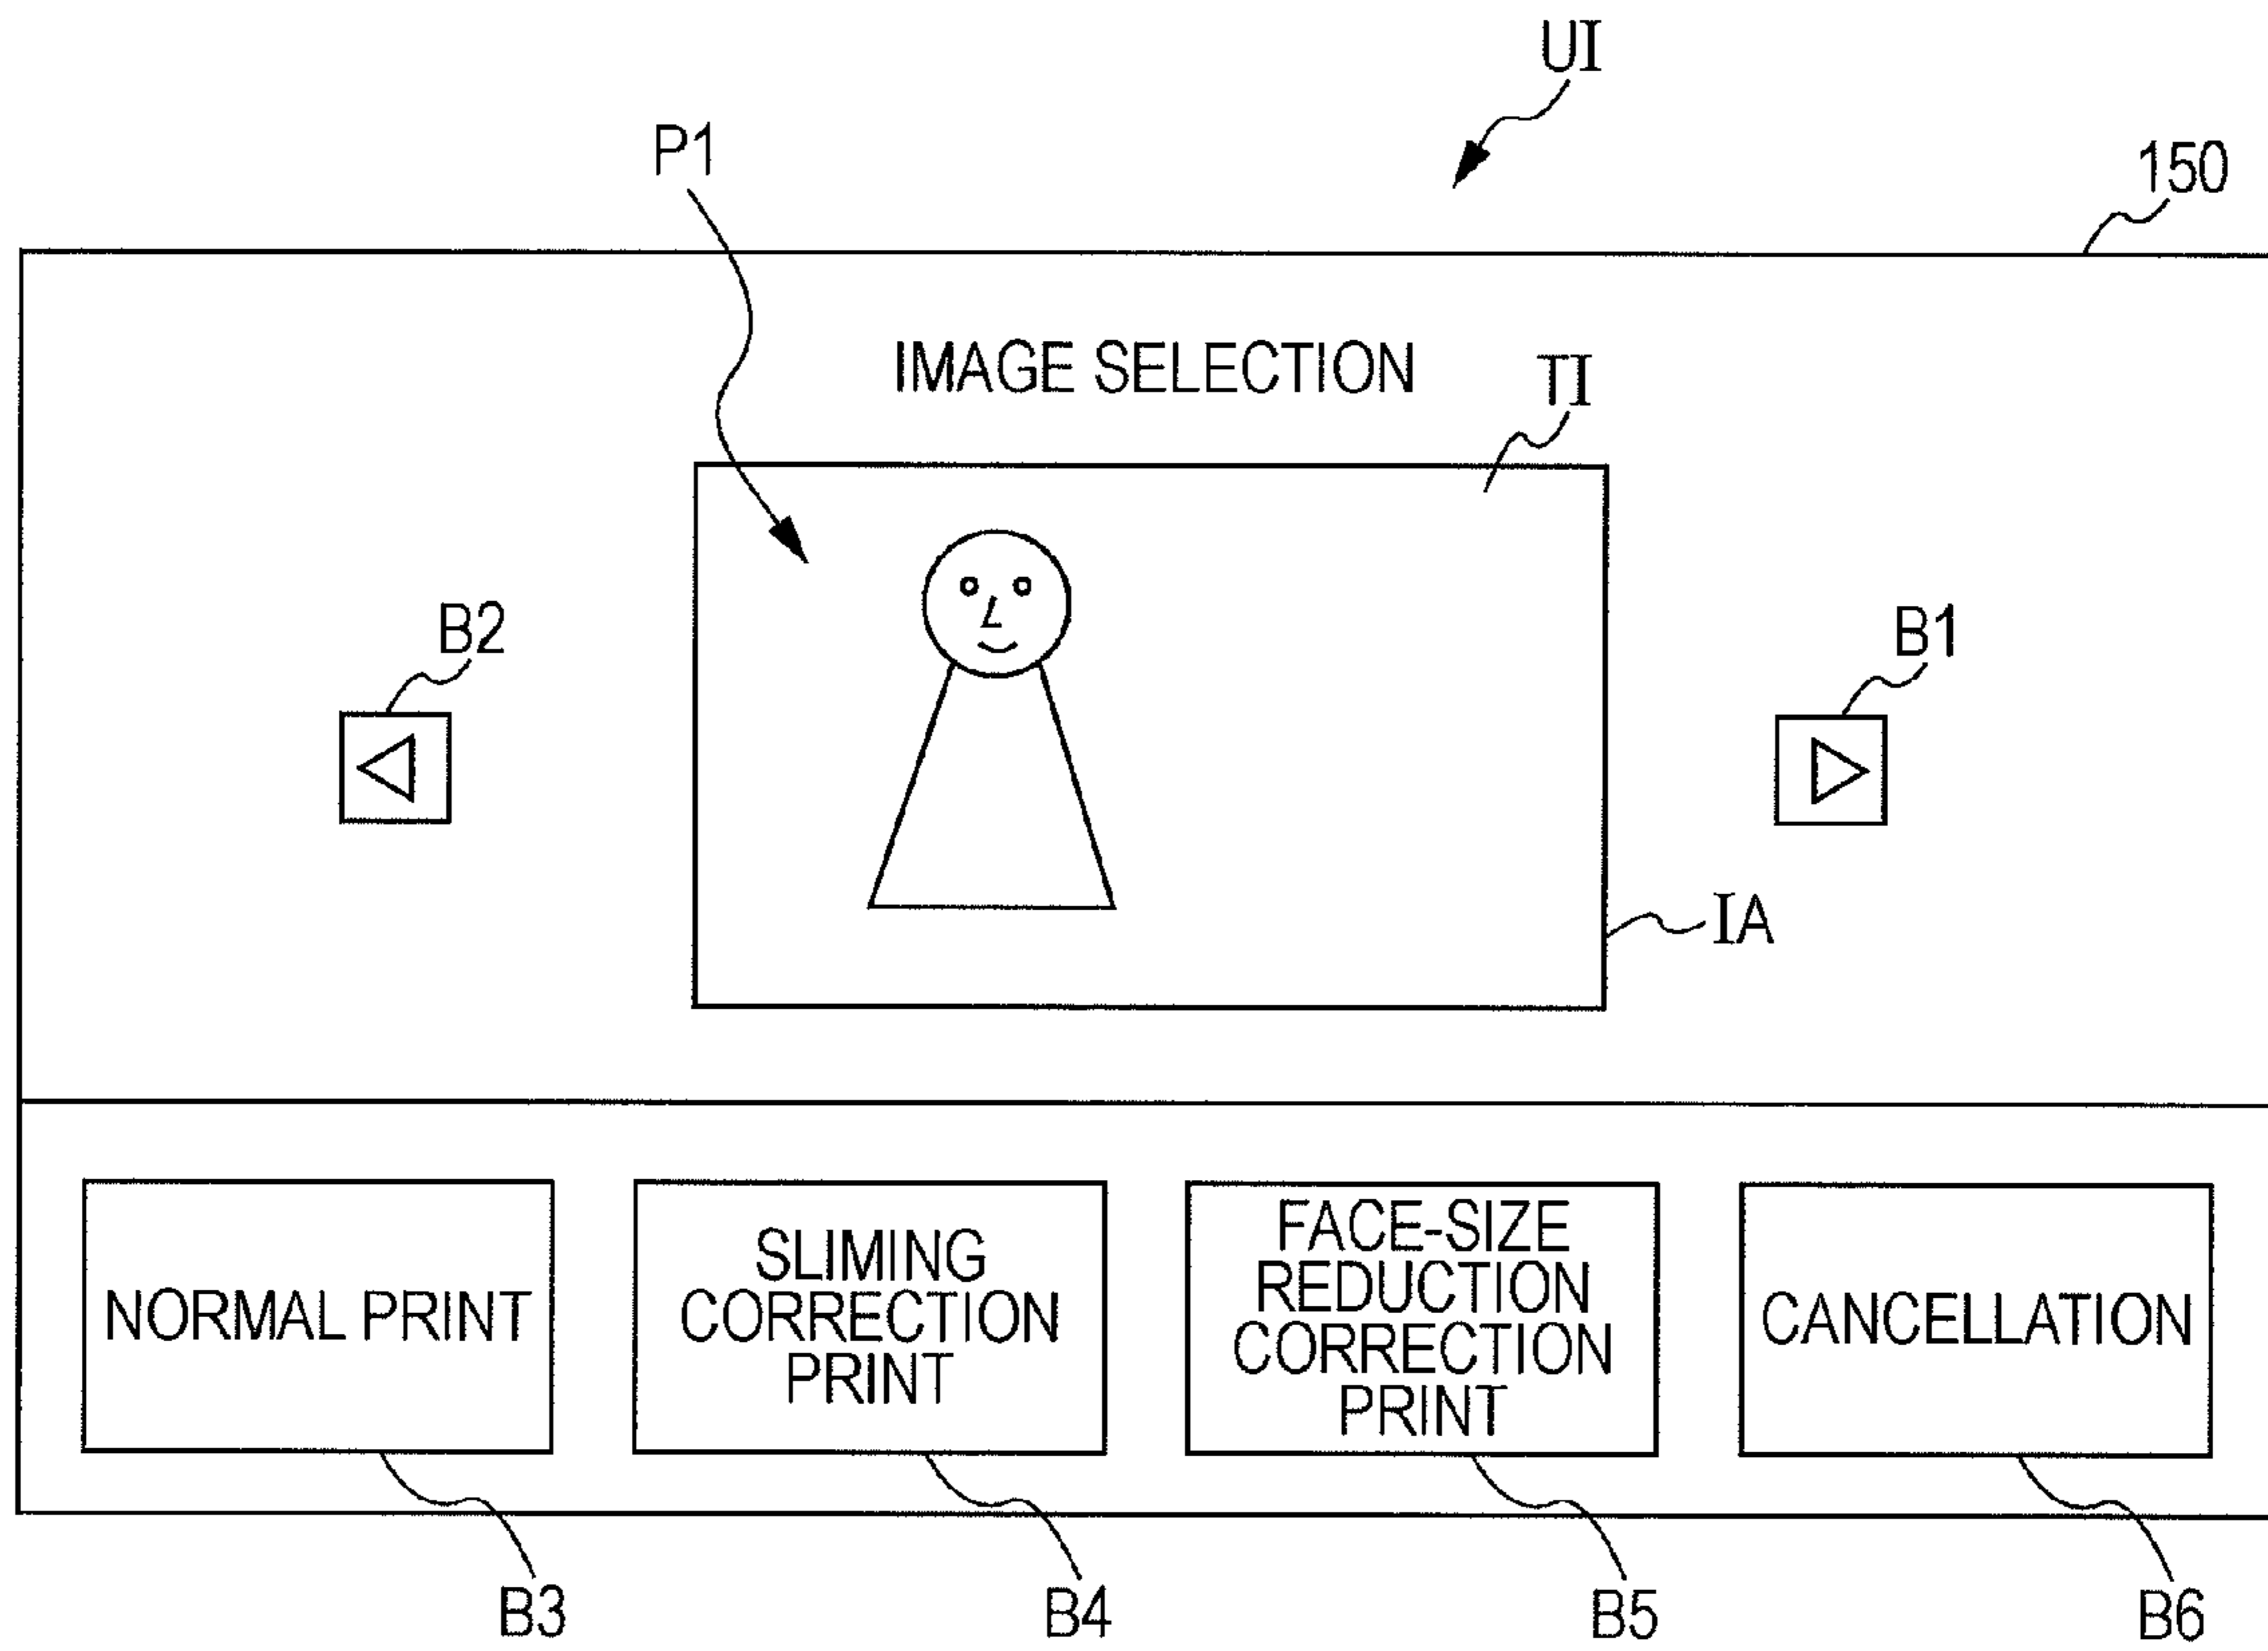 UI
P1
150
IMAGE SELECTION
TI
B2
B1
IA
NORMAL PRINT
SLIMING
CORRECTION
PRINT
FACE-SIZE
REDUCTION
CORRECTION
PRINT
CANCELLATION
B3
B4
B5
B6